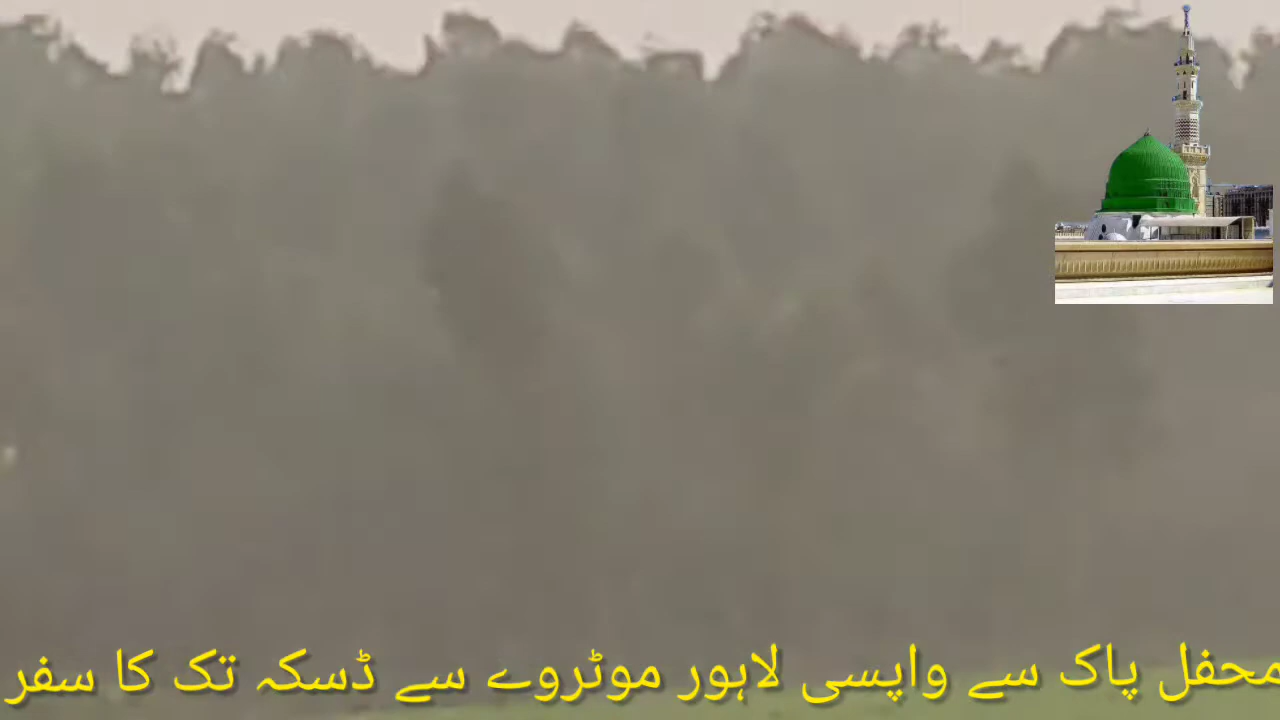 محفل پاک سے واپسی لاہور موٹروے سے ڈسکہ تک کا سفر